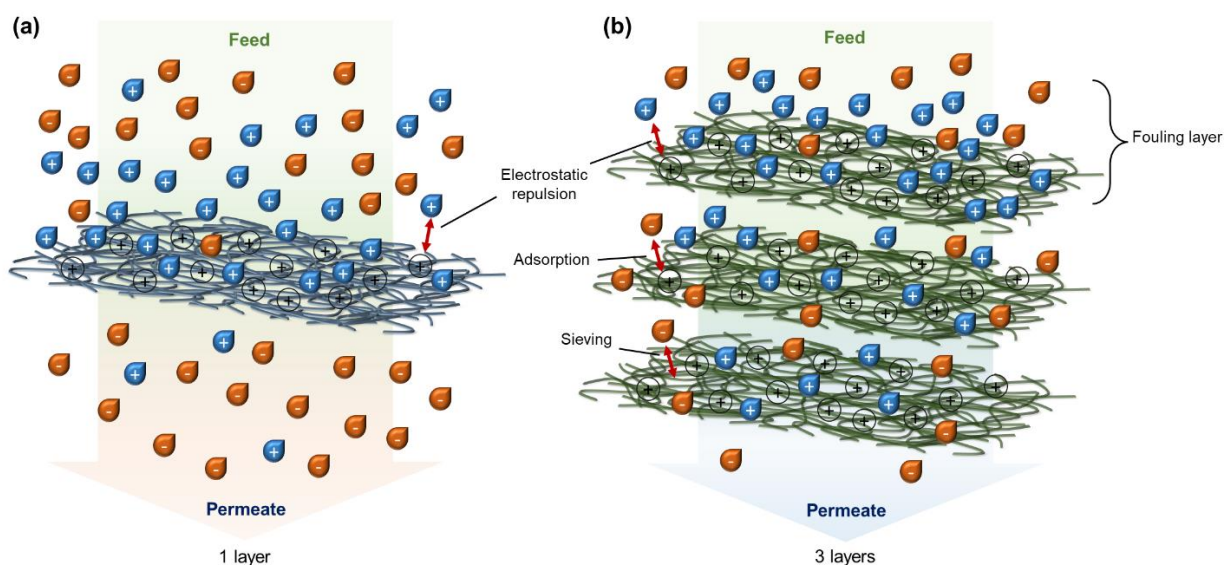 (a)
Feed
Electrostatic
repulsion
Permeate
1 layer
(b)
Feed
Fouling layer
Adsorption
Sieving
Permeate
3 layers